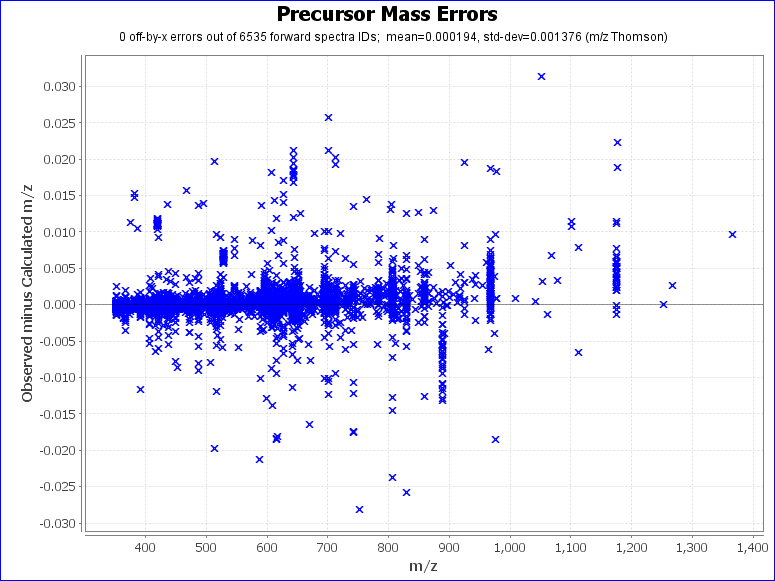 Precursor Mass Errors
0 off-by-x errors out of 6535 forward spectra IDs;  mean=0.000194, std-dev=0.001376 (m/z Thomson)
Observed minus Calculated m/z
0.030
0.025
0.020
0.015
0.010
0.005
0.000
-0.005
-0.010
-0.015
-0.020
-0.025
-0.030
400 500 600 700 800 900 1,000 1,100 1,200 1,300 1,400
m/z